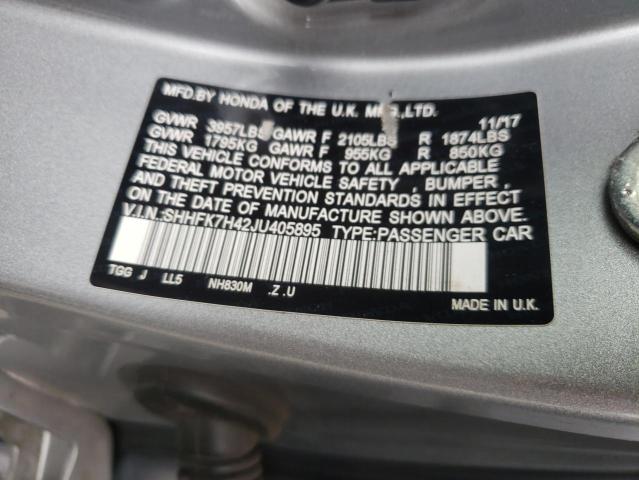 MFD.BY HONDA OF THE U.K. MFG.,LTD. 11/17
GVWR 3957LBS GAWR F 2105LBS R 1874LBS
GVWR 1795KG GAWR F 955KG R 850KG
THIS VEHICLE CONFORMS TO ALL APPLICABLE
FEDERAL MOTOR VEHICLE SAFETY , BUMPER , AND
THEFT PREVENTION STANDARDS IN EFFECT
ON THE DATE OF MANUFACTURE SHOWN ABOVE.
V.I.N.:SHHFK7H42JU405895 TYPE:PASSENGER CAR
TGG J LL5 NH830M .Z .U
MADE IN U.K.